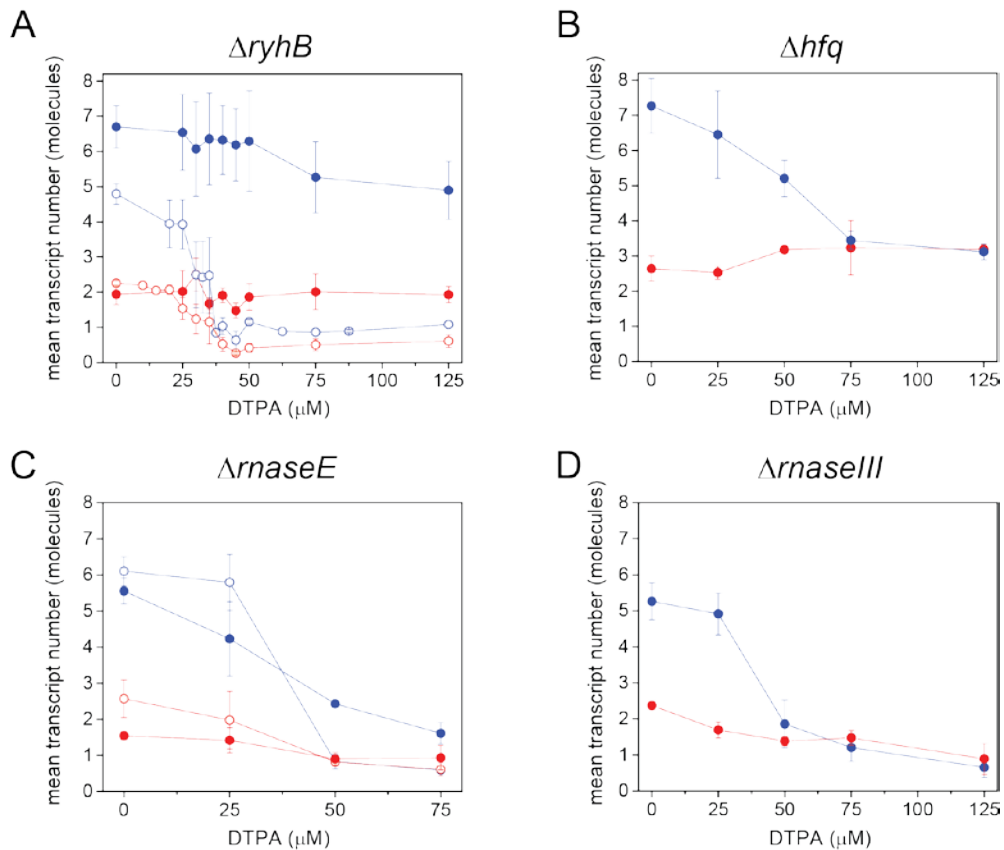 A
ΔryhB
mean transcript number (molecules)
8
7
6
5
4
3
2
1
0
0 25 50 75 100 125
DTPA (μM)
B
Δhfq
mean transcript number (molecules)
8
7
6
5
4
3
2
1
0
0 25 50 75 100 125
DTPA (μM)
C
ΔrnaseE
mean transcript number (molecules)
8
7
6
5
4
3
2
1
0
0 25 50 75
DTPA (μM)
D
ΔrnaseIII
mean transcript number (molecules)
8
7
6
5
4
3
2
1
0
0 25 50 75 100 125
DTPA (μM)